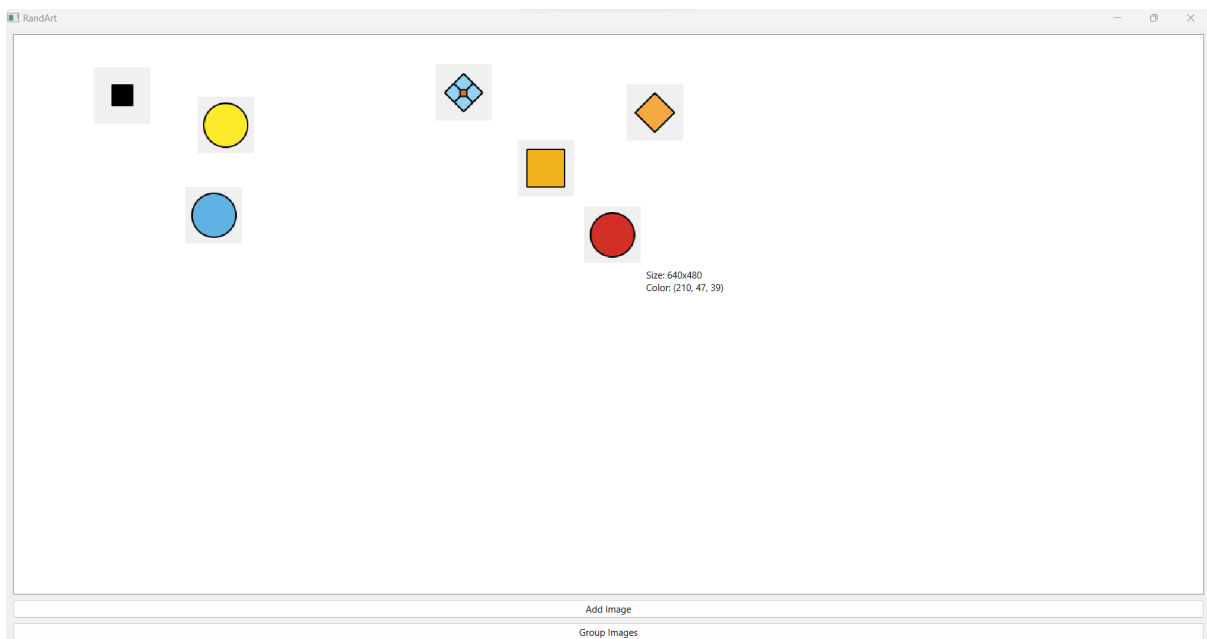 RandArt
Size: 640x480
Color: (210, 47, 39)
Add Image
Group Images